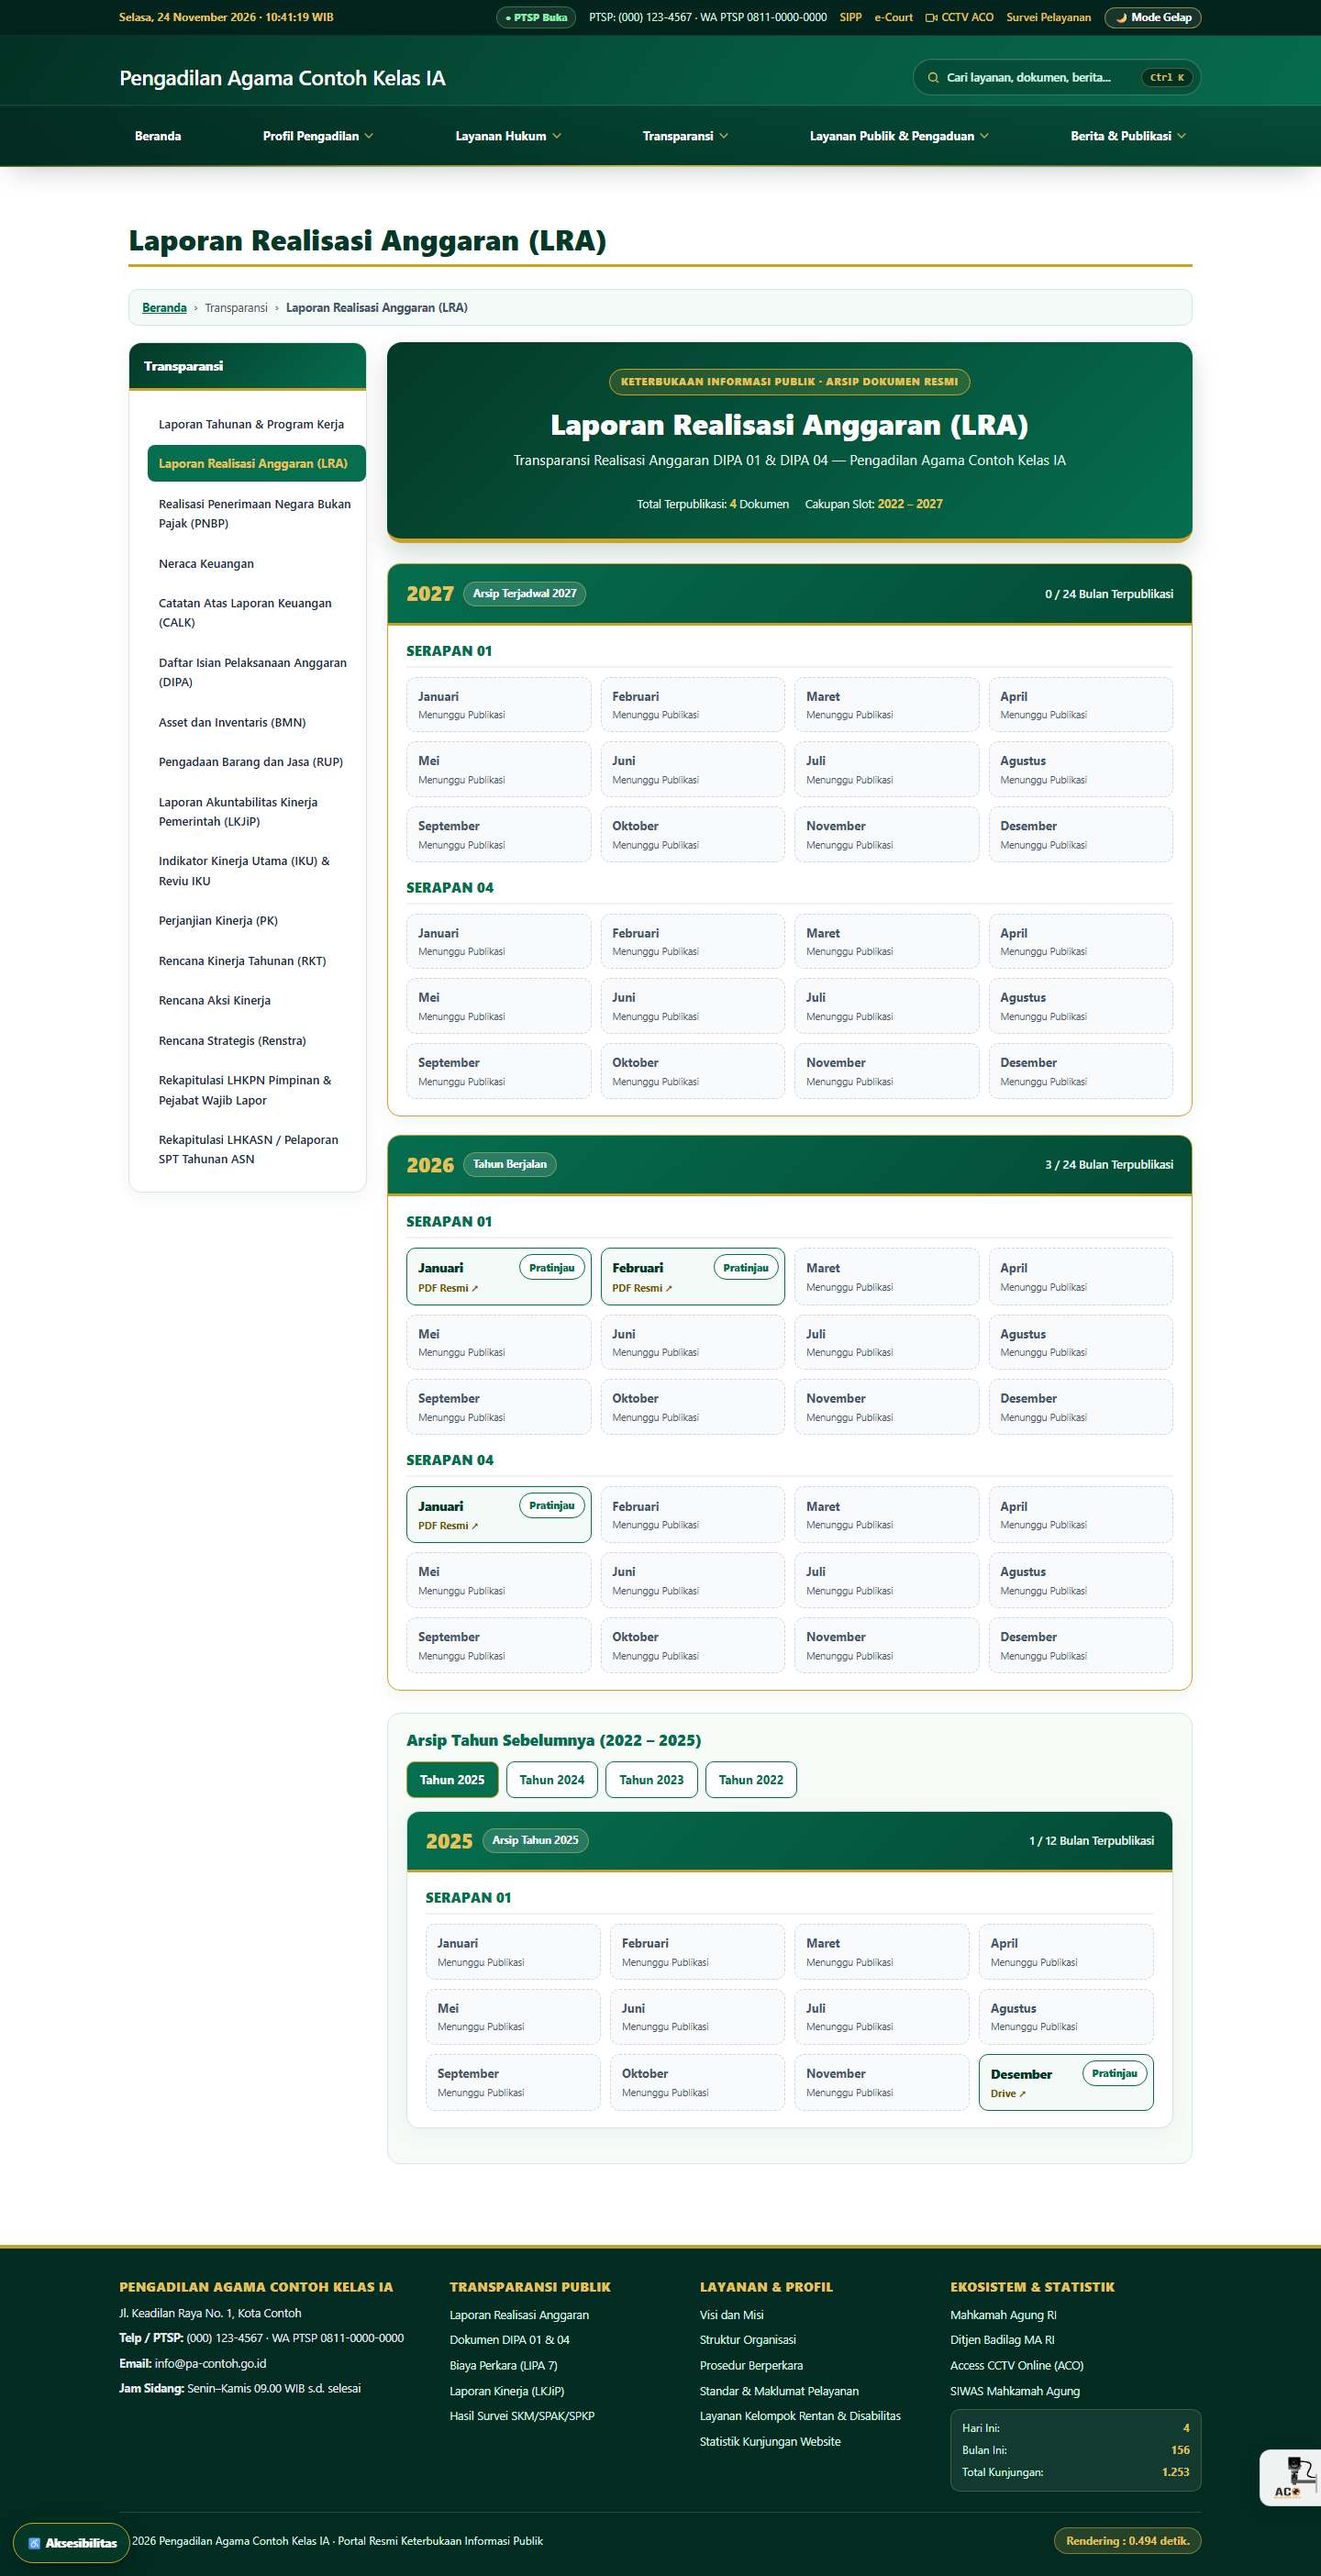 Selasa, 24 November 2026 · 10:41:19 WIB
● PTSP Buka
PTSP: (000) 123-4567 · WA PTSP 0811-0000-0000
SIPP
e-Court
CCTV ACO
Survei Pelayanan
🌙 Mode Gelap
Pengadilan Agama Contoh Kelas IA
Cari layanan, dokumen, berita...
Ctrl K
Beranda
Profil Pengadilan
Layanan Hukum
Transparansi
Layanan Publik & Pengaduan
Berita & Publikasi
Laporan Realisasi Anggaran (LRA)
Beranda › Transparansi › Laporan Realisasi Anggaran (LRA)
Transparansi
Laporan Tahunan & Program Kerja
Laporan Realisasi Anggaran (LRA)
Realisasi Penerimaan Negara Bukan
Pajak (PNBP)
Neraca Keuangan
Catatan Atas Laporan Keuangan
(CALK)
Daftar Isian Pelaksanaan Anggaran
(DIPA)
Asset dan Inventaris (BMN)
Pengadaan Barang dan Jasa (RUP)
Laporan Akuntabilitas Kinerja
Pemerintah (LKJiP)
Indikator Kinerja Utama (IKU) &
Reviu IKU
Perjanjian Kinerja (PK)
Rencana Kinerja Tahunan (RKT)
Rencana Aksi Kinerja
Rencana Strategis (Renstra)
Rekapitulasi LHKPN Pimpinan &
Pejabat Wajib Lapor
Rekapitulasi LHKASN / Pelaporan
SPT Tahunan ASN
KETERBUKAAN INFORMASI PUBLIK · ARSIP DOKUMEN RESMI
Laporan Realisasi Anggaran (LRA)
Transparansi Realisasi Anggaran DIPA 01 & DIPA 04 — Pengadilan Agama Contoh Kelas IA
Total Terpublikasi: 4 Dokumen
Cakupan Slot: 2022 – 2027
2027
Arsip Terjadwal 2027
0 / 24 Bulan Terpublikasi
SERAPAN 01
Januari
Menunggu Publikasi
Februari
Menunggu Publikasi
Maret
Menunggu Publikasi
April
Menunggu Publikasi
Mei
Menunggu Publikasi
Juni
Menunggu Publikasi
Juli
Menunggu Publikasi
Agustus
Menunggu Publikasi
September
Menunggu Publikasi
Oktober
Menunggu Publikasi
November
Menunggu Publikasi
Desember
Menunggu Publikasi
SERAPAN 04
Januari
Menunggu Publikasi
Februari
Menunggu Publikasi
Maret
Menunggu Publikasi
April
Menunggu Publikasi
Mei
Menunggu Publikasi
Juni
Menunggu Publikasi
Juli
Menunggu Publikasi
Agustus
Menunggu Publikasi
September
Menunggu Publikasi
Oktober
Menunggu Publikasi
November
Menunggu Publikasi
Desember
Menunggu Publikasi
2026
Tahun Berjalan
3 / 24 Bulan Terpublikasi
SERAPAN 01
Januari
PDF Resmi ↗
Pratinjau
Februari
PDF Resmi ↗
Pratinjau
Maret
Menunggu Publikasi
April
Menunggu Publikasi
Mei
Menunggu Publikasi
Juni
Menunggu Publikasi
Juli
Menunggu Publikasi
Agustus
Menunggu Publikasi
September
Menunggu Publikasi
Oktober
Menunggu Publikasi
November
Menunggu Publikasi
Desember
Menunggu Publikasi
SERAPAN 04
Januari
PDF Resmi ↗
Pratinjau
Februari
Menunggu Publikasi
Maret
Menunggu Publikasi
April
Menunggu Publikasi
Mei
Menunggu Publikasi
Juni
Menunggu Publikasi
Juli
Menunggu Publikasi
Agustus
Menunggu Publikasi
September
Menunggu Publikasi
Oktober
Menunggu Publikasi
November
Menunggu Publikasi
Desember
Menunggu Publikasi
Arsip Tahun Sebelumnya (2022 – 2025)
Tahun 2025
Tahun 2024
Tahun 2023
Tahun 2022
2025
Arsip Tahun 2025
1 / 12 Bulan Terpublikasi
SERAPAN 01
Januari
Menunggu Publikasi
Februari
Menunggu Publikasi
Maret
Menunggu Publikasi
April
Menunggu Publikasi
Mei
Menunggu Publikasi
Juni
Menunggu Publikasi
Juli
Menunggu Publikasi
Agustus
Menunggu Publikasi
September
Menunggu Publikasi
Oktober
Menunggu Publikasi
November
Menunggu Publikasi
Desember
Drive ↗
Pratinjau
PENGADILAN AGAMA CONTOH KELAS IA
Jl. Keadilan Raya No. 1, Kota Contoh
Telp / PTSP: (000) 123-4567 · WA PTSP 0811-0000-0000
Email: info@pa-contoh.go.id
Jam Sidang: Senin–Kamis 09.00 WIB s.d. selesai
TRANSPARANSI PUBLIK
Laporan Realisasi Anggaran
Dokumen DIPA 01 & 04
Biaya Perkara (LIPA 7)
Laporan Kinerja (LKJiP)
Hasil Survei SKM/SPAK/SPKP
LAYANAN & PROFIL
Visi dan Misi
Struktur Organisasi
Prosedur Berperkara
Standar & Maklumat Pelayanan
Layanan Kelompok Rentan & Disabilitas
Statistik Kunjungan Website
EKOSISTEM & STATISTIK
Mahkamah Agung RI
Ditjen Badilag MA RI
Access CCTV Online (ACO)
SIWAS Mahkamah Agung
Hari Ini: 4
Bulan Ini: 156
Total Kunjungan: 1.253
ACO
♿ Aksesibilitas
2026 Pengadilan Agama Contoh Kelas IA · Portal Resmi Keterbukaan Informasi Publik
Rendering : 0.494 detik.